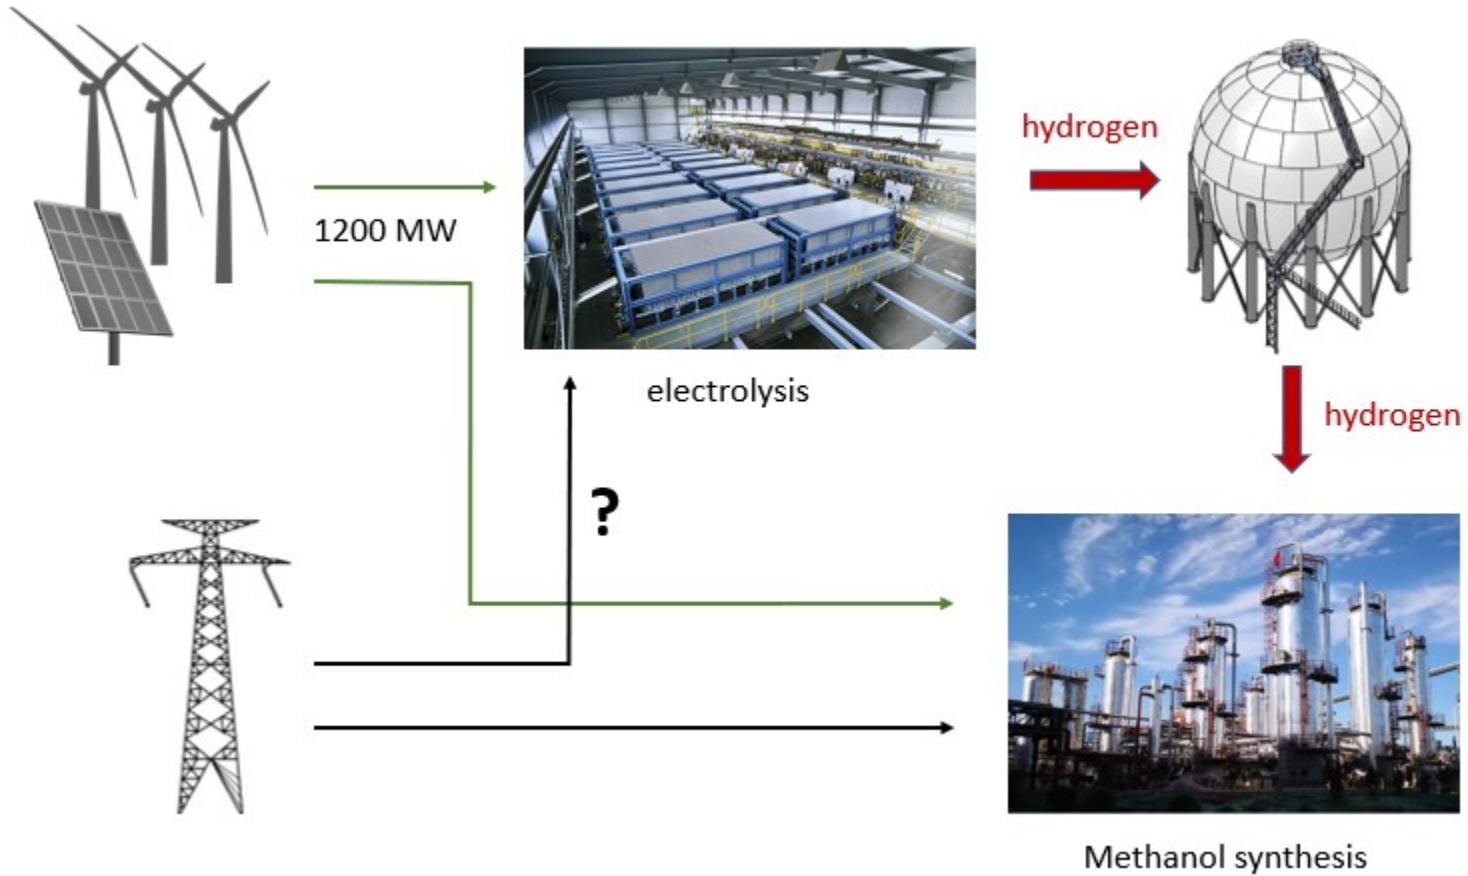 hydrogen
1200 MW
electrolysis
hydrogen
?
Methanol synthesis